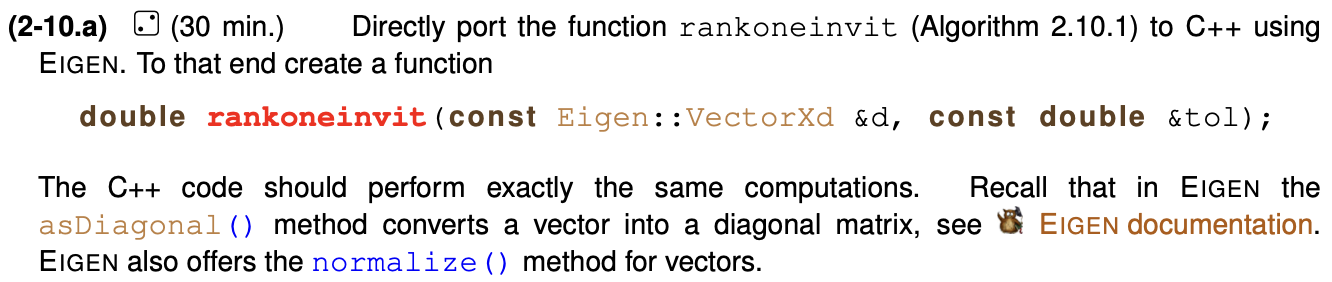 (2-10.a) (30 min.) Directly port the function rankoneinvit (Algorithm 2.10.1) to C++ using
EIGEN. To that end create a function
double rankoneinvit(const Eigen::VectorXd &d, const double &tol);
The C++ code should perform exactly the same computations. Recall that in EIGEN the
asDiagonal() method converts a vector into a diagonal matrix, see EIGEN documentation.
EIGEN also offers the normalize() method for vectors.